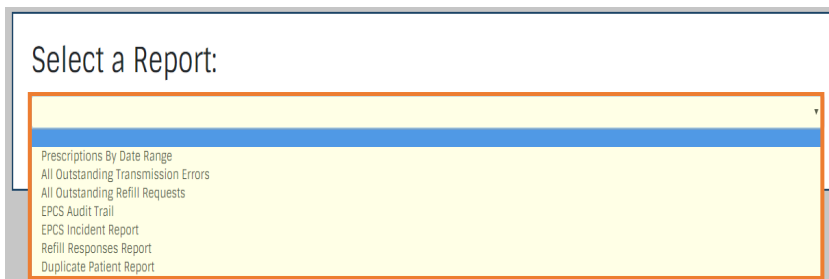 Select a Report:
Prescriptions By Date Range
All Outstanding Transmission Errors
All Outstanding Refill Requests
EPCS Audit Trail
EPCS Incident Report
Refill Responses Report
Duplicate Patient Report